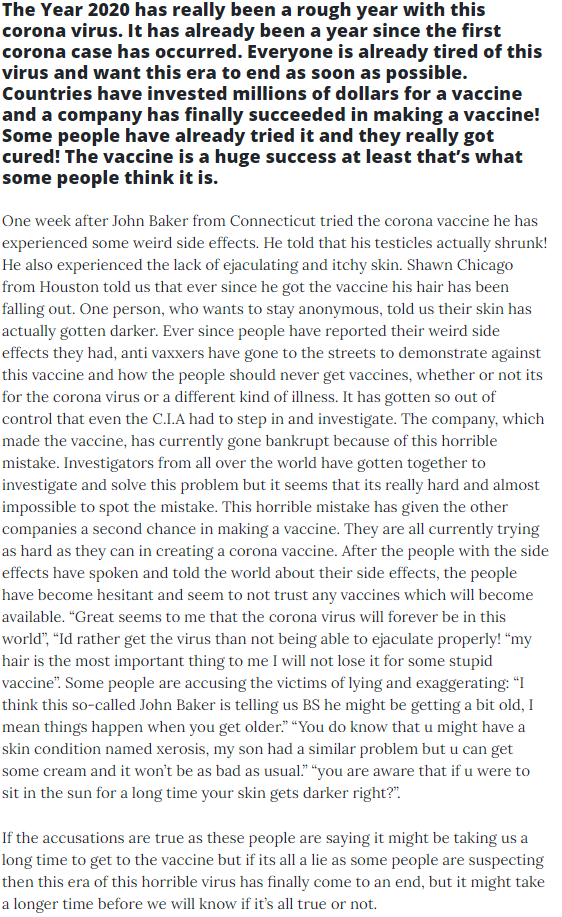 The Year 2020 has really been a rough year with this
corona virus. It has already been a year since the first
corona case has occurred. Everyone is already tired of this
virus and want this era to end as soon as possible.
Countries have invested millions of dollars for a vaccine
and a company has finally succeeded in making a vaccine!
Some people have already tried it and they really got
cured! The vaccine is a huge success at least that’s what
some people think it is.
One week after John Baker from Connecticut tried the corona vaccine he has
experienced some weird side effects. He told that his testicles actually shrunk!
He also experienced the lack of ejaculating and itchy skin. Shawn Chicago
from Houston told us that ever since he got the vaccine his hair has been
falling out. One person, who wants to stay anonymous, told us their skin has
actually gotten darker. Ever since people have reported their weird side
effects they had, anti vaxxers have gone to the streets to demonstrate against
this vaccine and how the people should never get vaccines, whether or not its
for the corona virus or a different kind of illness. It has gotten so out of
control that even the C.I.A had to step in and investigate. The company, which
made the vaccine, has currently gone bankrupt because of this horrible
mistake. Investigators from all over the world have gotten together to
investigate and solve this problem but it seems that its really hard and almost
impossible to spot the mistake. This horrible mistake has given the other
companies a second chance in making a vaccine. They are all currently trying
as hard as they can in creating a corona vaccine. After the people with the side
effects have spoken and told the world about their side effects, the people
have become hesitant and seem to not trust any vaccines which will become
available. “Great seems to me that the corona virus will forever be in this
world”, “Id rather get the virus than not being able to ejaculate properly! “my
hair is the most important thing to me I will not lose it for some stupid
vaccine”. Some people are accusing the victims of lying and exaggerating: “I
think this so-called John Baker is telling us BS he might be getting a bit old, I
mean things happen when you get older.” “You do know that u might have a
skin condition named xerosis, my son had a similar problem but u can get
some cream and it won’t be as bad as usual.” “you are aware that if u were to
sit in the sun for a long time your skin gets darker right?”.
If the accusations are true as these people are saying it might be taking us a
long time to get to the vaccine but if its all a lie as some people are suspecting
then this era of this horrible virus has finally come to an end, but it might take
a longer time before we will know if it’s all true or not.